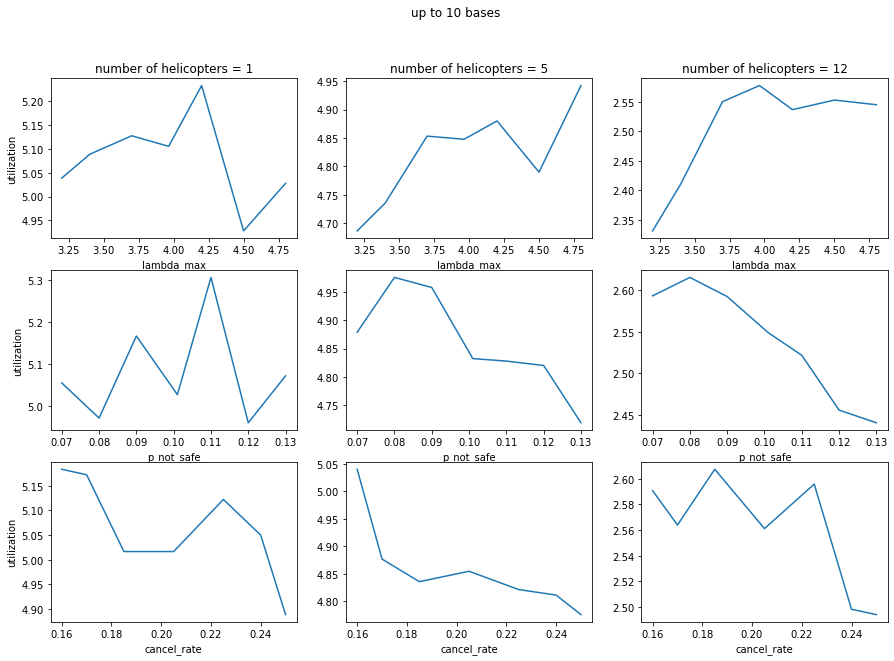 up to 10 bases
number of helicopters = 1
number of helicopters = 5
number of helicopters = 12
utilization
5.20
5.15
5.10
5.05
5.00
4.95
3.25 3.50 3.75 4.00 4.25 4.50 4.75
lambda_max
4.95
4.90
4.85
4.80
4.75
4.70
3.25 3.50 3.75 4.00 4.25 4.50 4.75
lambda_max
2.55
2.50
2.45
2.40
2.35
3.25 3.50 3.75 4.00 4.25 4.50 4.75
lambda_max
utilization
5.3
5.2
5.1
5.0
0.07 0.08 0.09 0.10 0.11 0.12 0.13
p_not_safe
4.95
4.90
4.85
4.80
4.75
0.07 0.08 0.09 0.10 0.11 0.12 0.13
p_not_safe
2.60
2.55
2.50
2.45
0.07 0.08 0.09 0.10 0.11 0.12 0.13
p_not_safe
utilization
5.15
5.10
5.05
5.00
4.95
4.90
0.16 0.18 0.20 0.22 0.24
cancel_rate
5.05
5.00
4.95
4.90
4.85
4.80
0.16 0.18 0.20 0.22 0.24
cancel_rate
2.60
2.58
2.56
2.54
2.52
2.50
0.16 0.18 0.20 0.22 0.24
cancel_rate